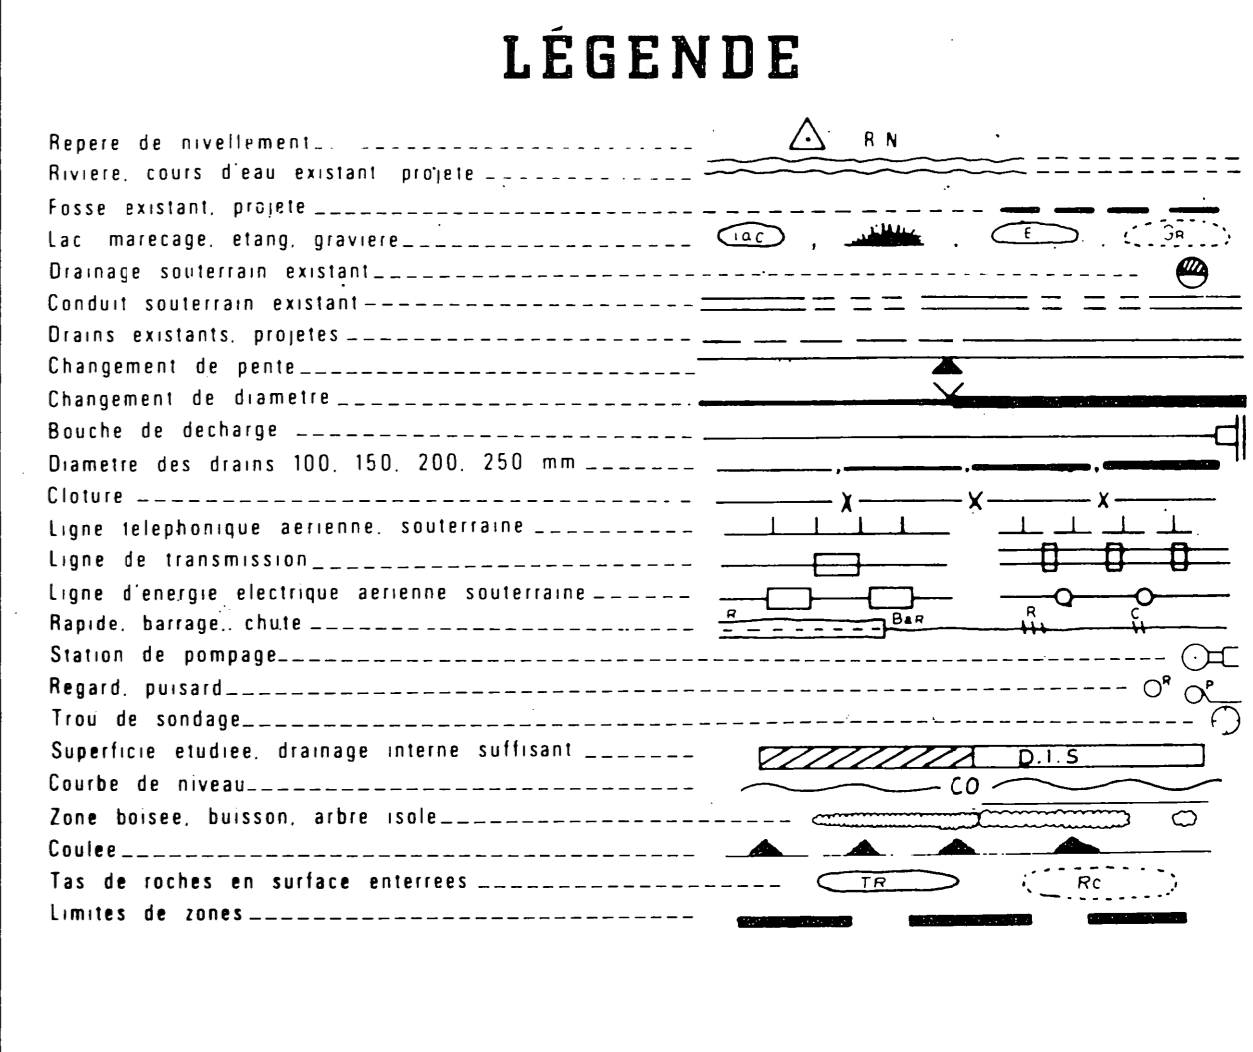 LÉGENDE
Repere de nivellement R N
Riviere, cours d'eau existant projete
Fosse existant, projete
Lac marecage, etang, graviere lac , E GR
Drainage souterrain existant
Conduit souterrain existant
Drains existants, projetes
Changement de pente
Changement de diametre
Bouche de decharge
Diametre des drains 100, 150, 200, 250 mm
Cloture X X X
Ligne telephonique aerienne, souterraine
Ligne de transmission
Ligne d'energie electrique aerienne souterraine
Rapide, barrage, chute R B&R R C
Station de pompage
Regard, puisard R P
Trou de sondage
Superficie etudiee, drainage interne suffisant D.I.S
Courbe de niveau CO
Zone boisee, buisson, arbre isole
Coulee
Tas de roches en surface enterrees TR Rc
Limites de zones